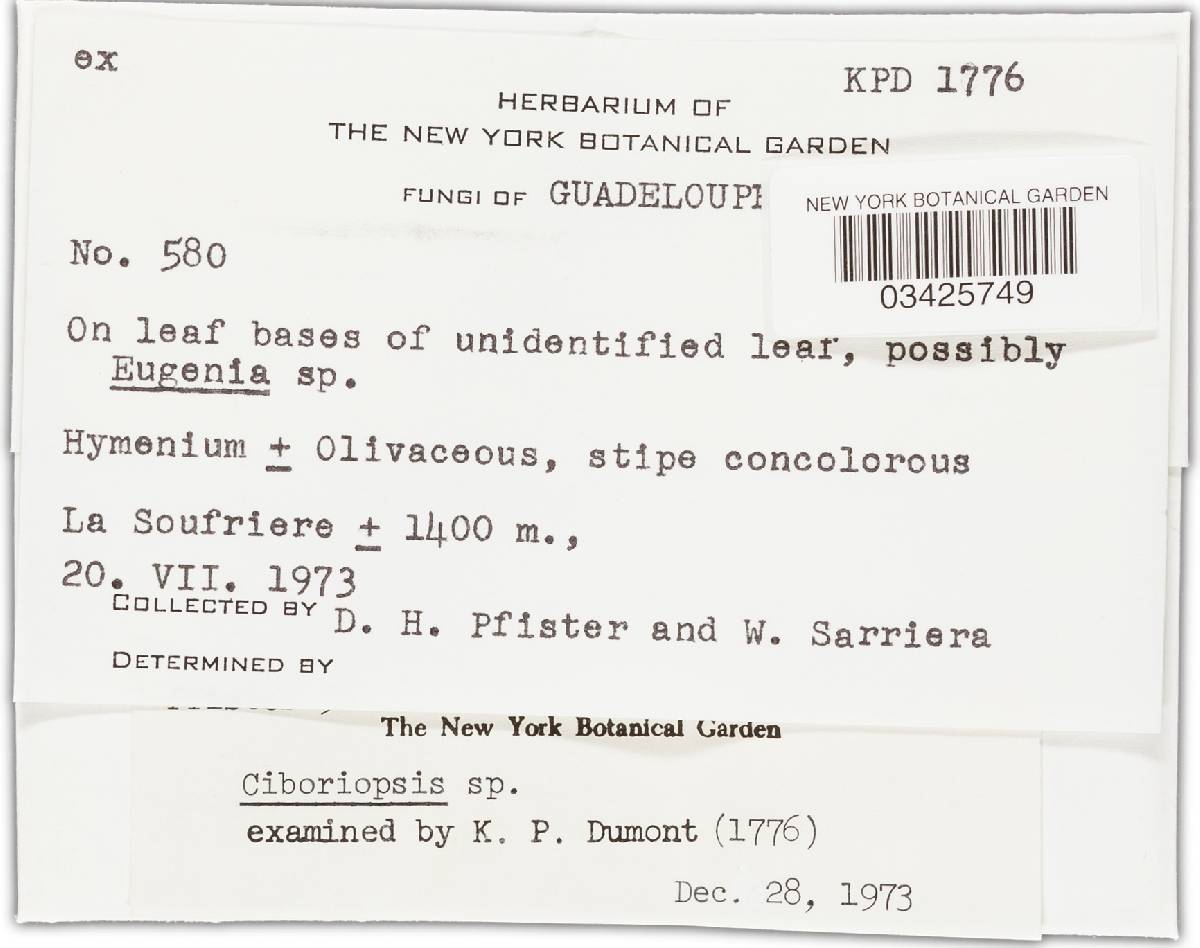 ex
KPD 1776
HERBARIUM OF
THE NEW YORK BOTANICAL GARDEN
FUNGI OF GUADELOUPE
NEW YORK BOTANICAL GARDEN
03425749
No. 580
On leaf bases of unidentified lear, possibly
Eugenia sp.
Hymenium ± Olivaceous, stipe concolorous
La Soufriere ± 1400 m.,
20. VII. 1973
COLLECTED BY D. H. Pfister and W. Sarriera
DETERMINED BY
The New York Botanical Garden
Ciboriopsis sp.
examined by K. P. Dumont (1776)
Dec. 28, 1973